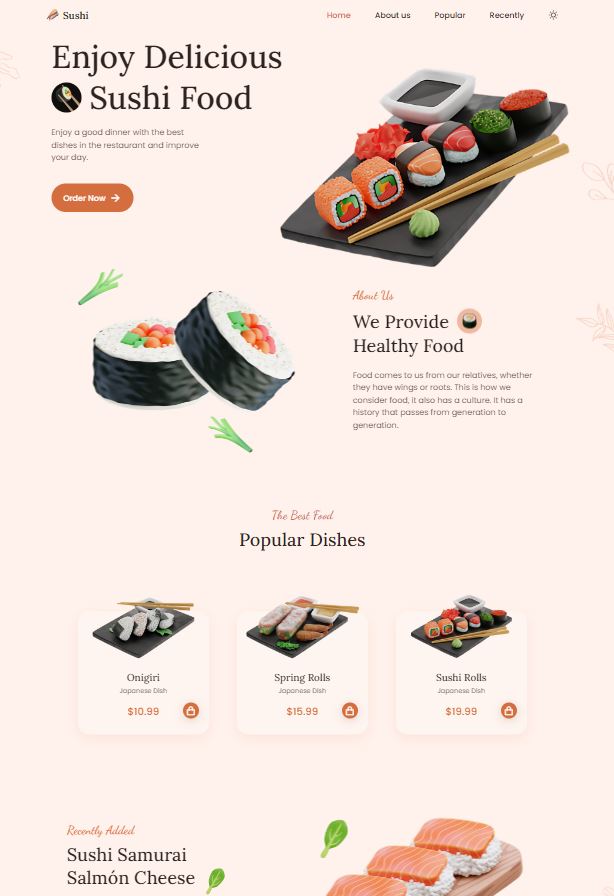 Sushi
Home
About us
Popular
Recently
Enjoy Delicious
Sushi Food
Enjoy a good dinner with the best
dishes in the restaurant and improve
your day.
Order Now
About Us
We Provide
Healthy Food
Food comes to us from our relatives, whether
they have wings or roots. This is how we
consider food, it also has a culture. It has a
history that passes from generation to
generation.
The Best Food
Popular Dishes
Onigiri
Japanese Dish
$10.99
Spring Rolls
Japanese Dish
$15.99
Sushi Rolls
Japanese Dish
$19.99
Recently Added
Sushi Samurai
Salmón Cheese